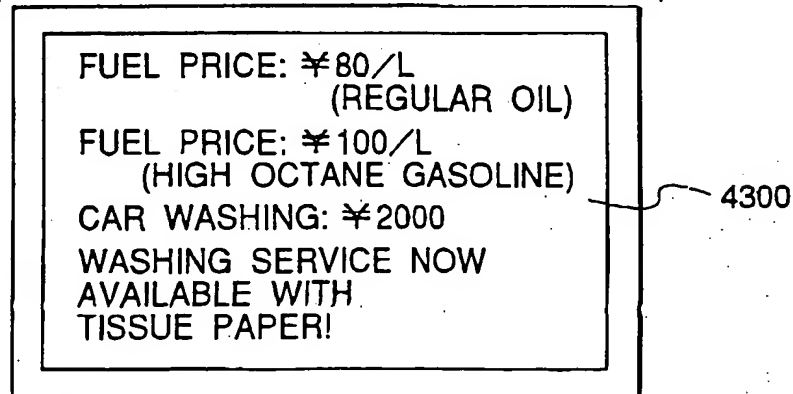 FUEL PRICE: ¥80/L
(REGULAR OIL)
FUEL PRICE: ¥100/L
(HIGH OCTANE GASOLINE)
CAR WASHING: ¥2000
WASHING SERVICE NOW
AVAILABLE WITH
TISSUE PAPER!
4300